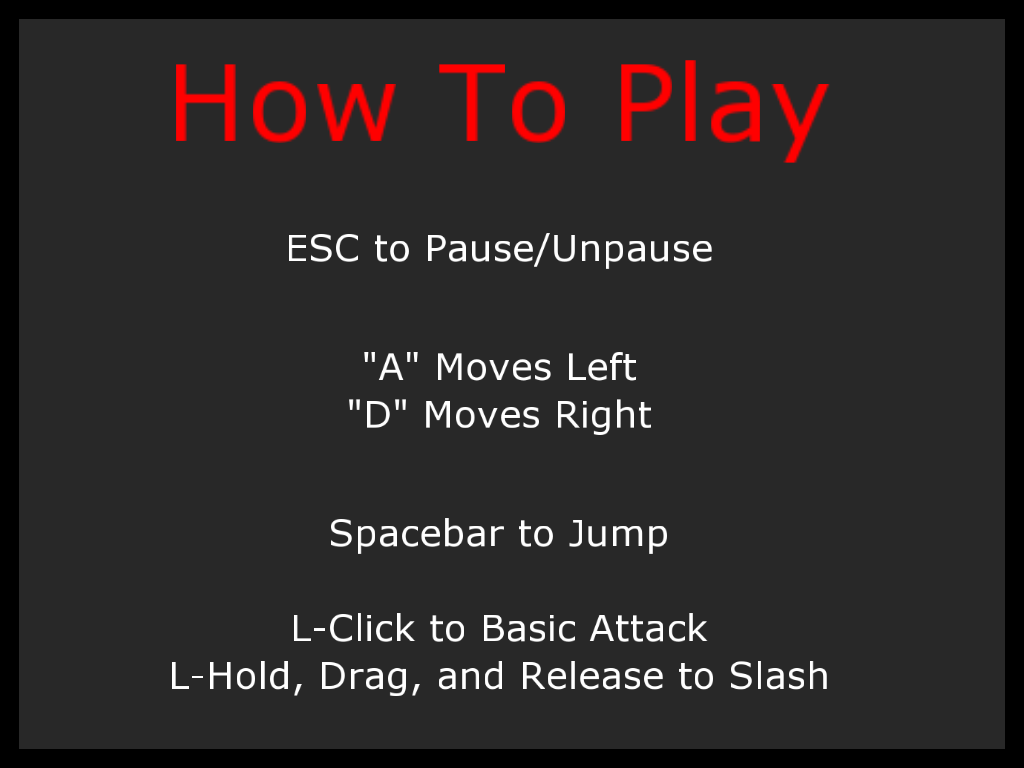 How To Play
ESC to Pause/Unpause
"A" Moves Left
"D" Moves Right
Spacebar to Jump
L-Click to Basic Attack
L-Hold, Drag, and Release to Slash